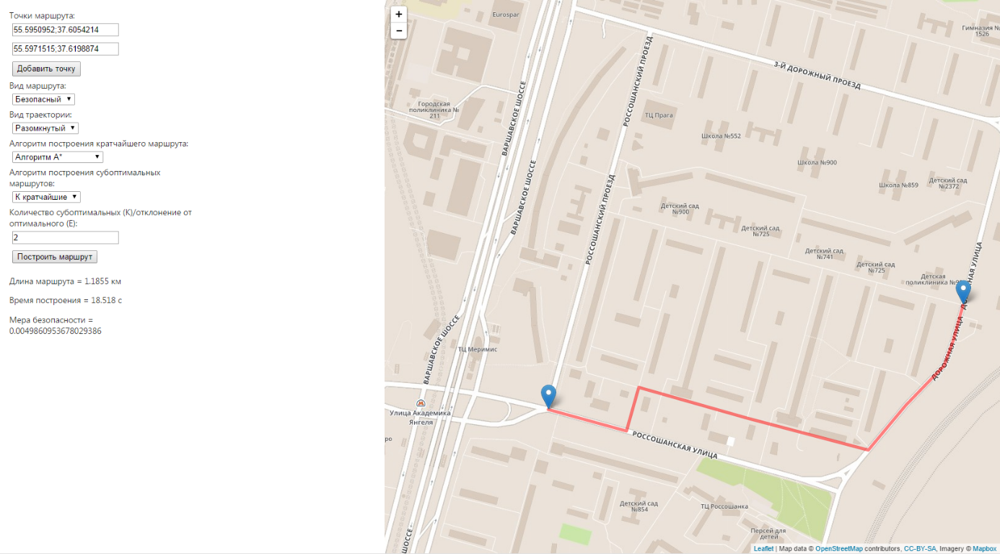 Точки маршрута:
55.5950952;37.6054214
55.5971515;37.6198874
Добавить точку
Вид маршрута:
Безопасный
Вид траектории:
Разомкнутый
Алгоритм построения кратчайшего маршрута:
Алгоритм A*
Алгоритм построения субоптимальных
маршрутов:
К кратчайшие
Количество субоптимальных (К)/отклонение от
оптимального (E):
2
Построить маршрут
Длина маршрута = 1.1855 км
Время построения = 18.518 с
Мера безопасности =
0.0049860953678029386
+
−
Eurospar
Гимназия №
1526
3-Й ДОРОЖНЫЙ ПРОЕЗД
РОССОШАНСКИЙ ПРОЕЗД
ВАРШАВСКОЕ ШОССЕ
Городская
поликлиника №
211
ТЦ Прага
Школа №552
Школа №900
Школа №859
Детский сад
№2372
ВАРШАВСКОЕ ШОССЕ
РОССОШАНСКИЙ ПРОЕЗД
Детский сад
№900
Детский сад
№725
Детский сад
№741
Детский сад
№725
Детская
поликлиника
УЛИЦА
ДОРОЖНАЯ УЛИЦА
ВАРШАВСКОЕ ШОССЕ
ТЦ Меримис
М
Улица Академика
Янгеля
ро
РОССОШАНСКАЯ УЛИЦА
Детский сад
№854
ТЦ Россошанка
Персей для
детей
ШОССЕ
Leaflet | Map data © OpenStreetMap contributors, CC-BY-SA, Imagery © Mapbox